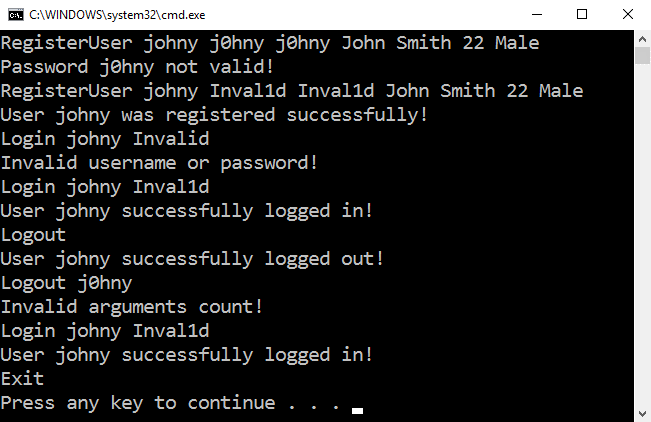 C:\WINDOWS\system32\cmd.exe
RegisterUser johny j0hny j0hny John Smith 22 Male
Password j0hny not valid!
RegisterUser johny Inval1d Inval1d John Smith 22 Male
User johny was registered successfully!
Login johny Invalid
Invalid username or password!
Login johny Inval1d
User johny successfully logged in!
Logout
User johny successfully logged out!
Logout j0hny
Invalid arguments count!
Login johny Inval1d
User johny successfully logged in!
Exit
Press any key to continue . . .